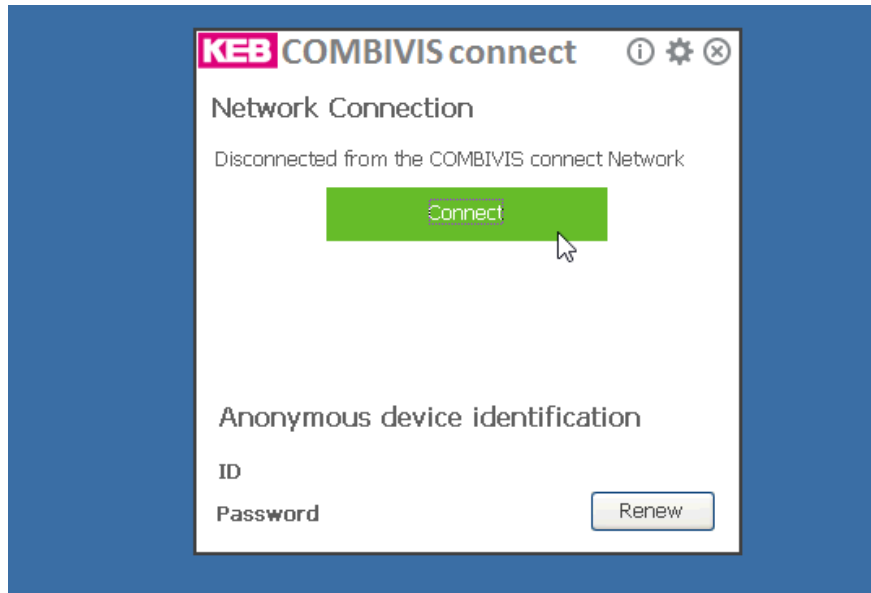 KEB COMBIVIS connect
Network Connection
Disconnected from the COMBIVIS connect Network
Connect
Anonymous device identification
ID
Password
Renew